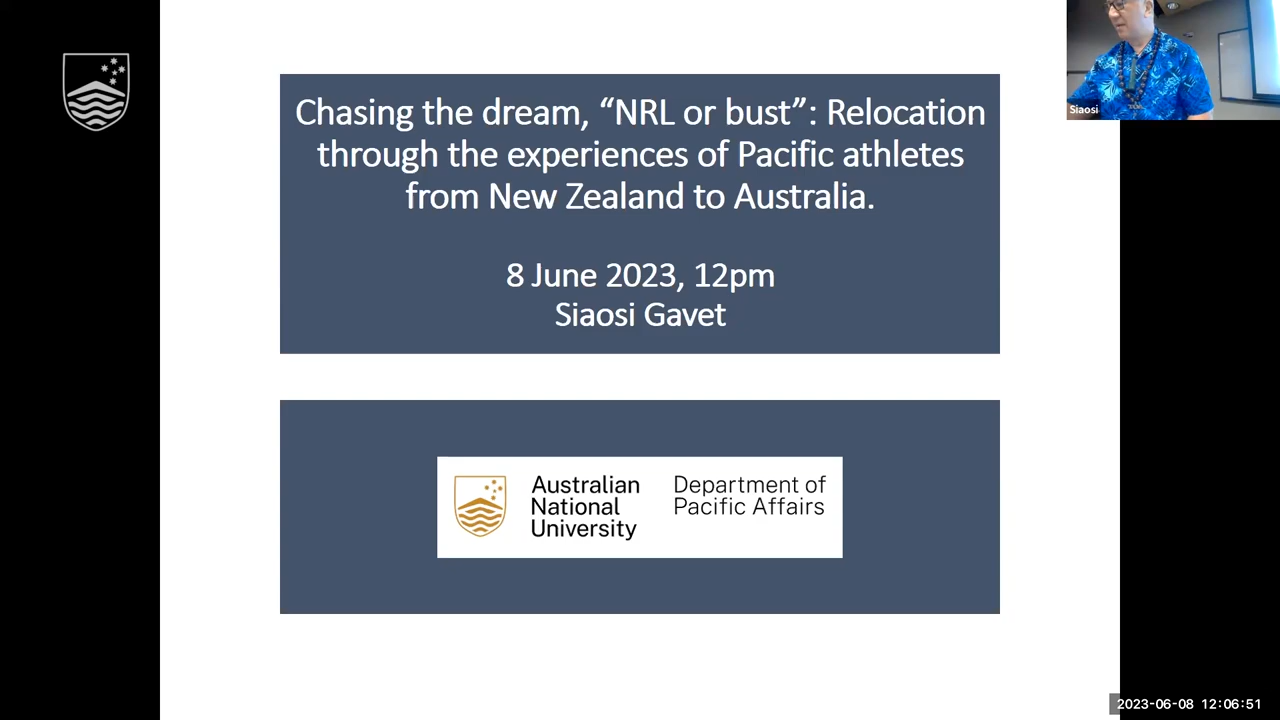 Chasing the dream, “NRL or bust”: Relocation
through the experiences of Pacific athletes
from New Zealand to Australia.
8 June 2023, 12pm
Siaosi Gavet
Australian
National
University
Department of
Pacific Affairs
Siaosi
2023-06-08 12:06:51